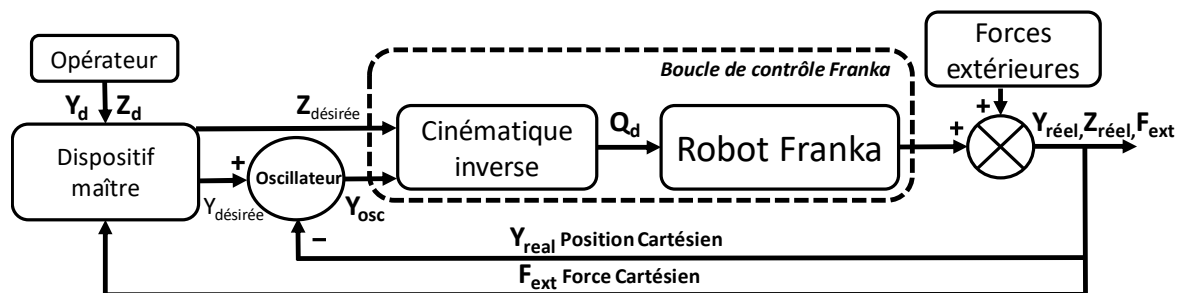 Opérateur
Y_d Z_d
Dispositif
maître
Z_désirée
+
Y_désirée
Oscillateur
Y_osc
−
Boucle de contrôle Franka
Cinématique
inverse
Q_d
Robot Franka
Forces
extérieures
+
+
Y_réel,Z_réel,F_ext
Y_real Position Cartésien
F_ext Force Cartésien